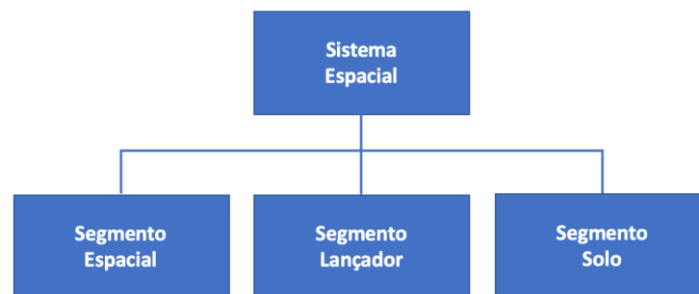 Sistema
Espacial
Segmento
Espacial
Segmento
Lançador
Segmento
Solo